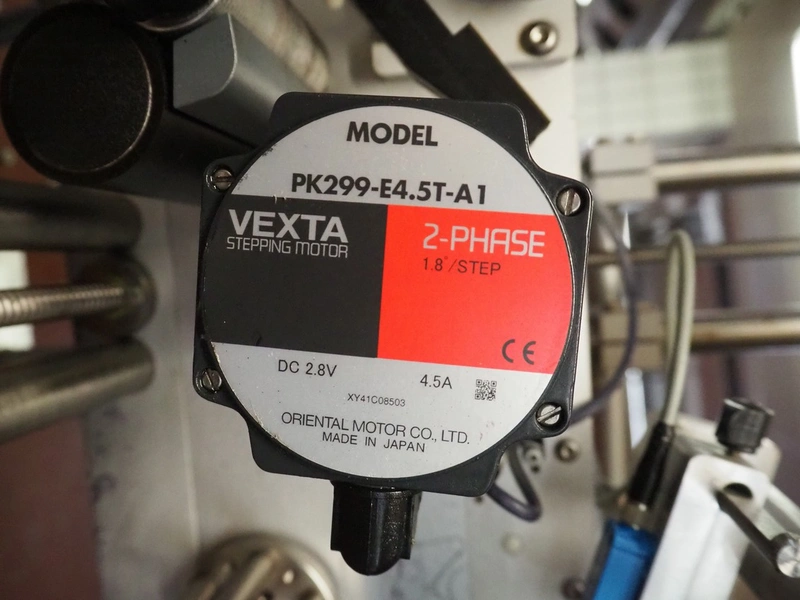 MODEL
PK299-E4.5T-A1
VEXTA
STEPPING MOTOR
2-PHASE
1.8°/STEP
CE
DC 2.8V
4.5A
XY41C08503
ORIENTAL MOTOR CO., LTD.
MADE IN JAPAN